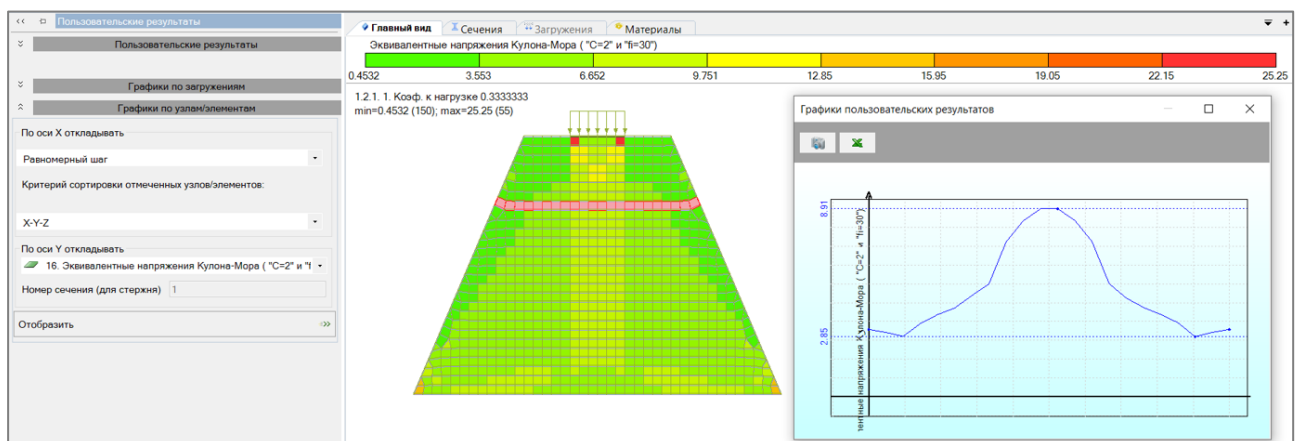 << Пользовательские результаты
Пользовательские результаты
Графики по загружениям
Графики по узлам/элементам
По оси X откладывать
Равномерный шаг
Критерий сортировки отмеченных узлов/элементов:
X-Y-Z
По оси Y откладывать
16. Эквивалентные напряжения Кулона-Мора ( "C=2" и "f
Номер сечения (для стержня) 1
Отобразить
Главный вид Сечения Загружения Материалы
Эквивалентные напряжения Кулона-Мора ( "C=2" и "fi=30")
0.4532 3.553 6.652 9.751 12.85 15.95 19.05 22.15 25.25
1.2.1. 1. Коэф. к нагрузке 0.3333333
min=0.4532 (150); max=25.25 (55)
Графики пользовательских результатов
8.91
2.85
лентные напряжения Кулона-Мора ( "C=2" и "fi=30")